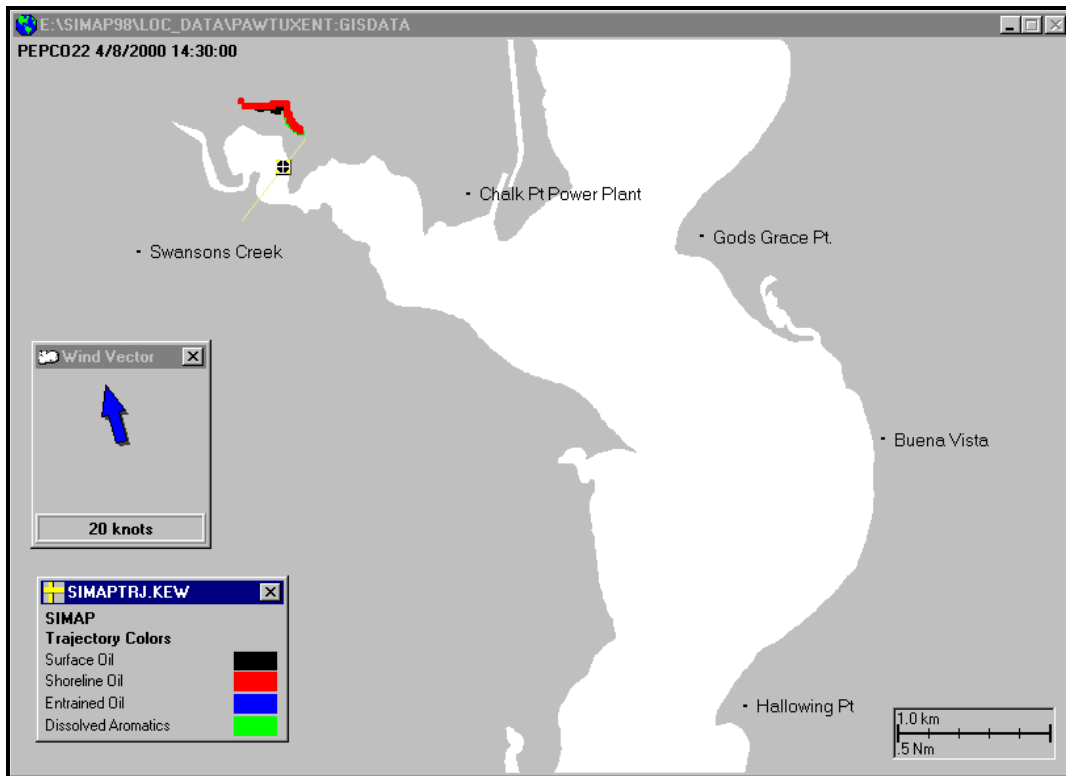 E:\SIMAP98\LOC_DATA\PAWTUXENT:GISDATA
PEPCO22 4/8/2000 14:30:00
Chalk Pt Power Plant
Gods Grace Pt.
Swansons Creek
Wind Vector
20 knots
Buena Vista
SIMAPTRJ.KEW
SIMAP
Trajectory Colors
Surface Oil
Shoreline Oil
Entrained Oil
Dissolved Aromatics
Hallowing Pt
1.0 km
.5 Nm